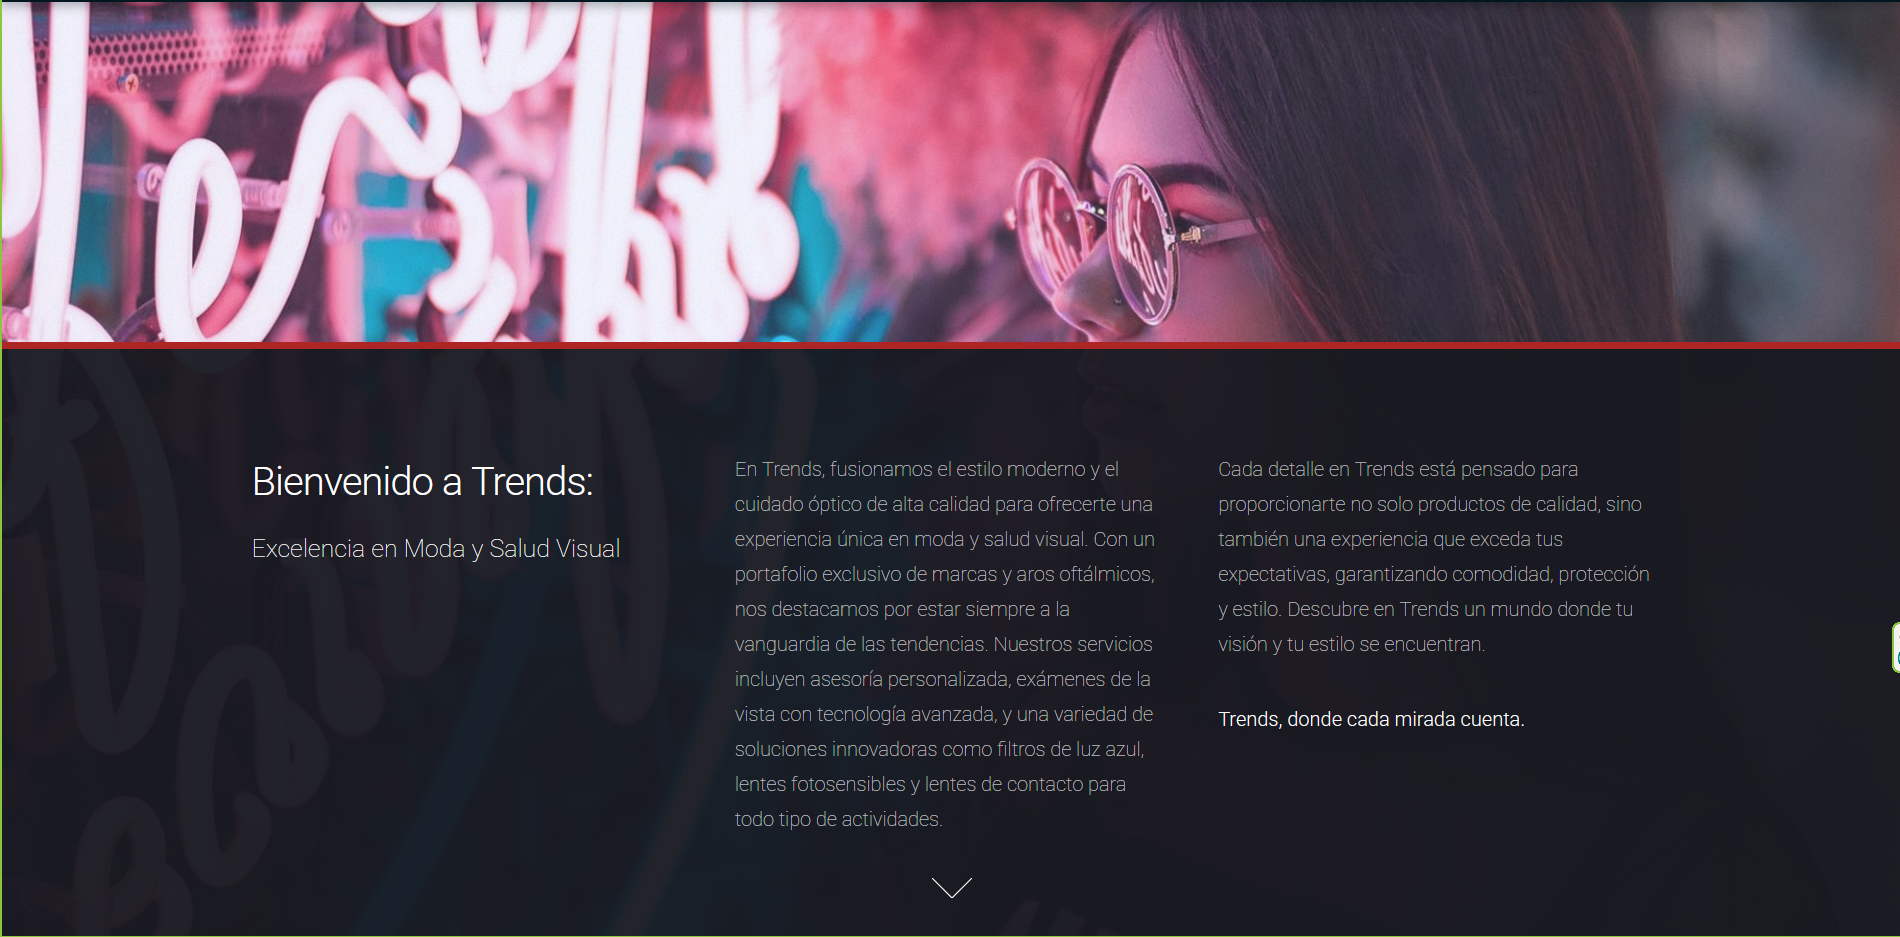 Bienvenido a Trends:
Excelencia en Moda y Salud Visual
En Trends, fusionamos el estilo moderno y el
cuidado óptico de alta calidad para ofrecerte una
experiencia única en moda y salud visual. Con un
portafolio exclusivo de marcas y aros oftálmicos,
nos destacamos por estar siempre a la
vanguardia de las tendencias. Nuestros servicios
incluyen asesoría personalizada, exámenes de la
vista con tecnología avanzada, y una variedad de
soluciones innovadoras como filtros de luz azul,
lentes fotosensibles y lentes de contacto para
todo tipo de actividades.
Cada detalle en Trends está pensado para
proporcionarte no solo productos de calidad, sino
también una experiencia que exceda tus
expectativas, garantizando comodidad, protección
y estilo. Descubre en Trends un mundo donde tu
visión y tu estilo se encuentran.
Trends, donde cada mirada cuenta.